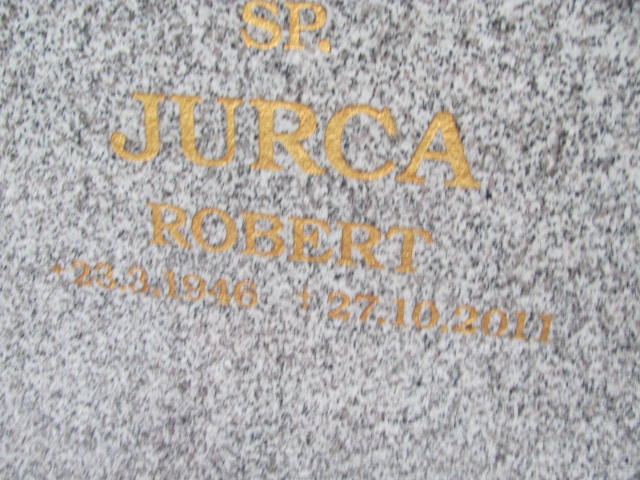 SP.
JURCA
ROBERT
* 23.3.1946 † 27.10.2011